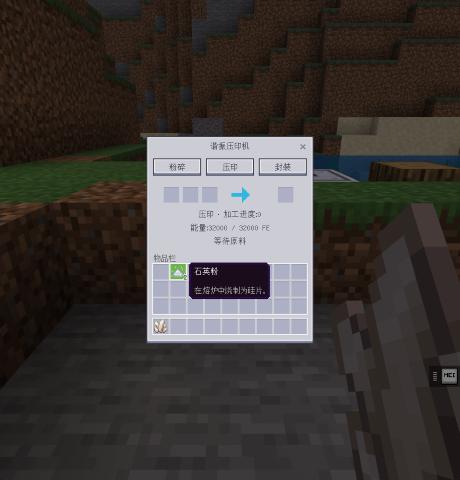 谐振压印机
粉碎
压印
封装
压印 · 加工进度:0
能量:32000 / 32000 FE
等待原料
物品栏
石英粉
在熔炉中烧制为硅片。